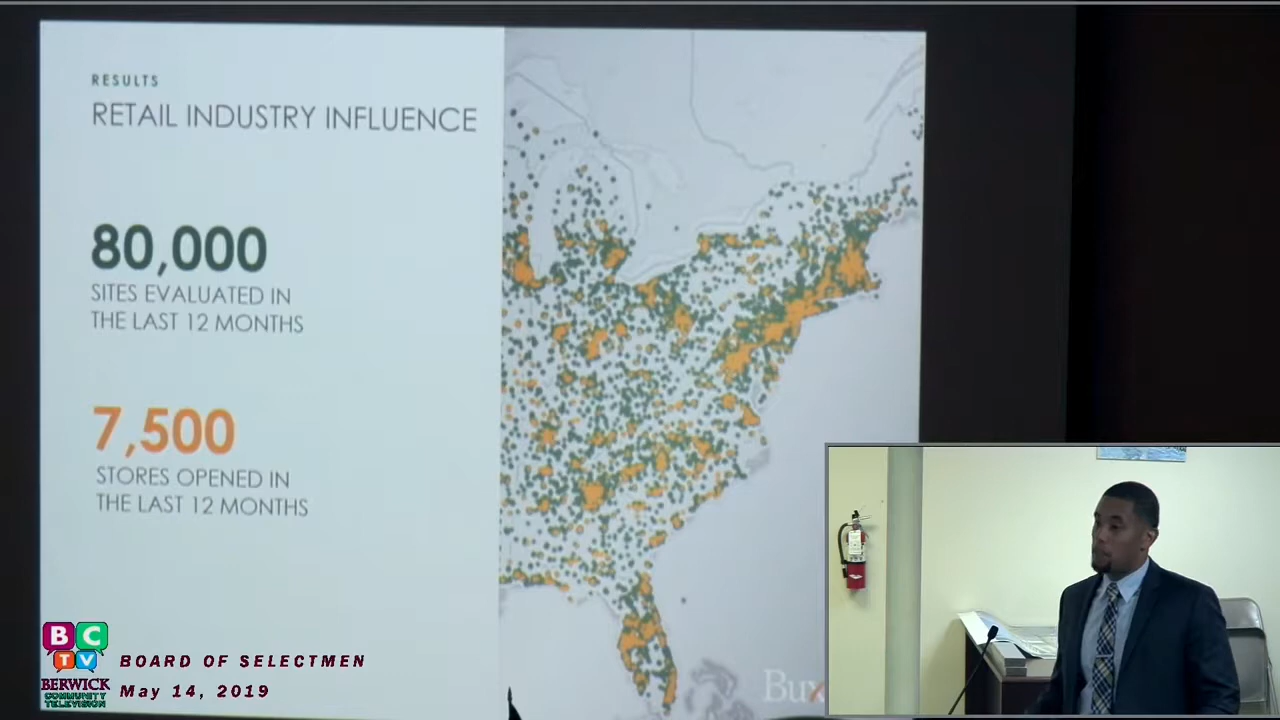 RESULTS
RETAIL INDUSTRY INFLUENCE
80,000
SITES EVALUATED IN
THE LAST 12 MONTHS
7,500
STORES OPENED IN
THE LAST 12 MONTHS
B C
TV
BERWICK
COMMUNITY
TELEVISION
BOARD OF SELECTMEN
May 14, 2019